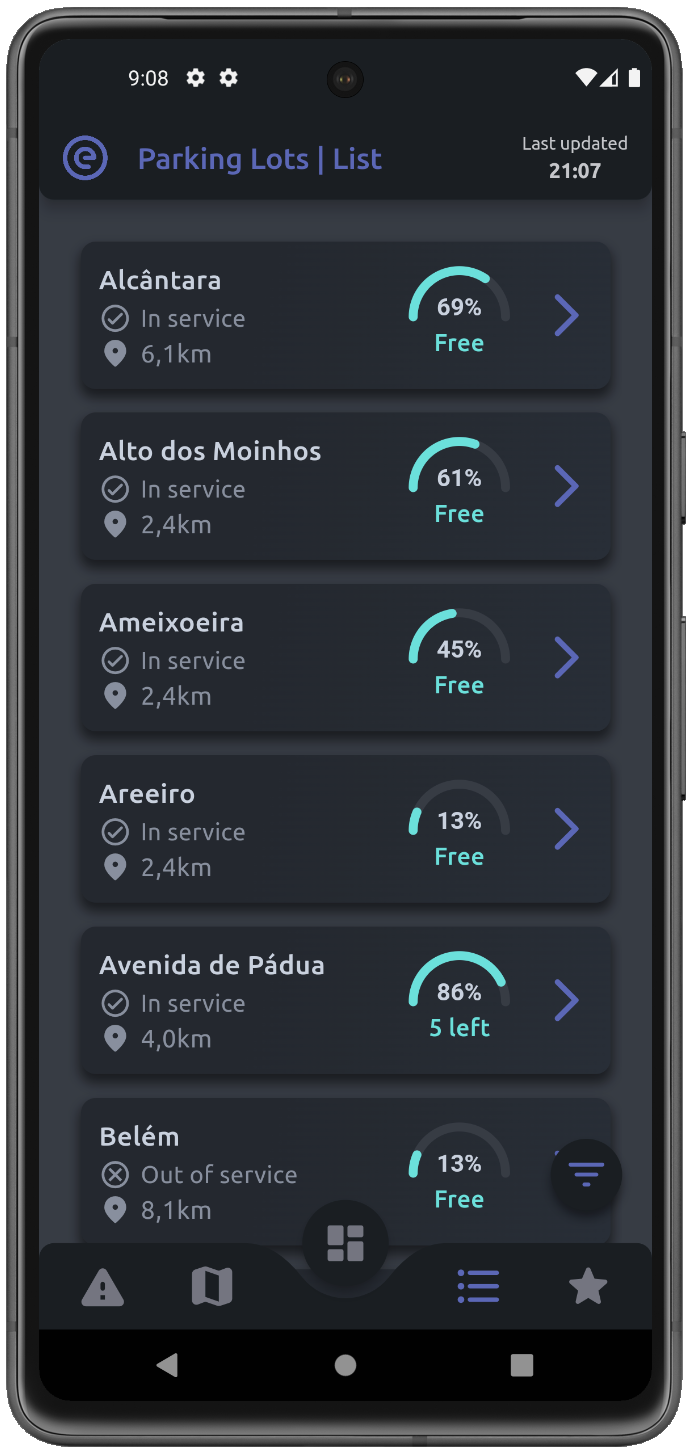 9:08
Parking Lots | List
Last updated
21:07
Alcântara
In service
6,1km
69%
Free
Alto dos Moinhos
In service
2,4km
61%
Free
Ameixoeira
In service
2,4km
45%
Free
Areeiro
In service
2,4km
13%
Free
Avenida de Pádua
In service
4,0km
86%
5 left
Belém
Out of service
8,1km
13%
Free